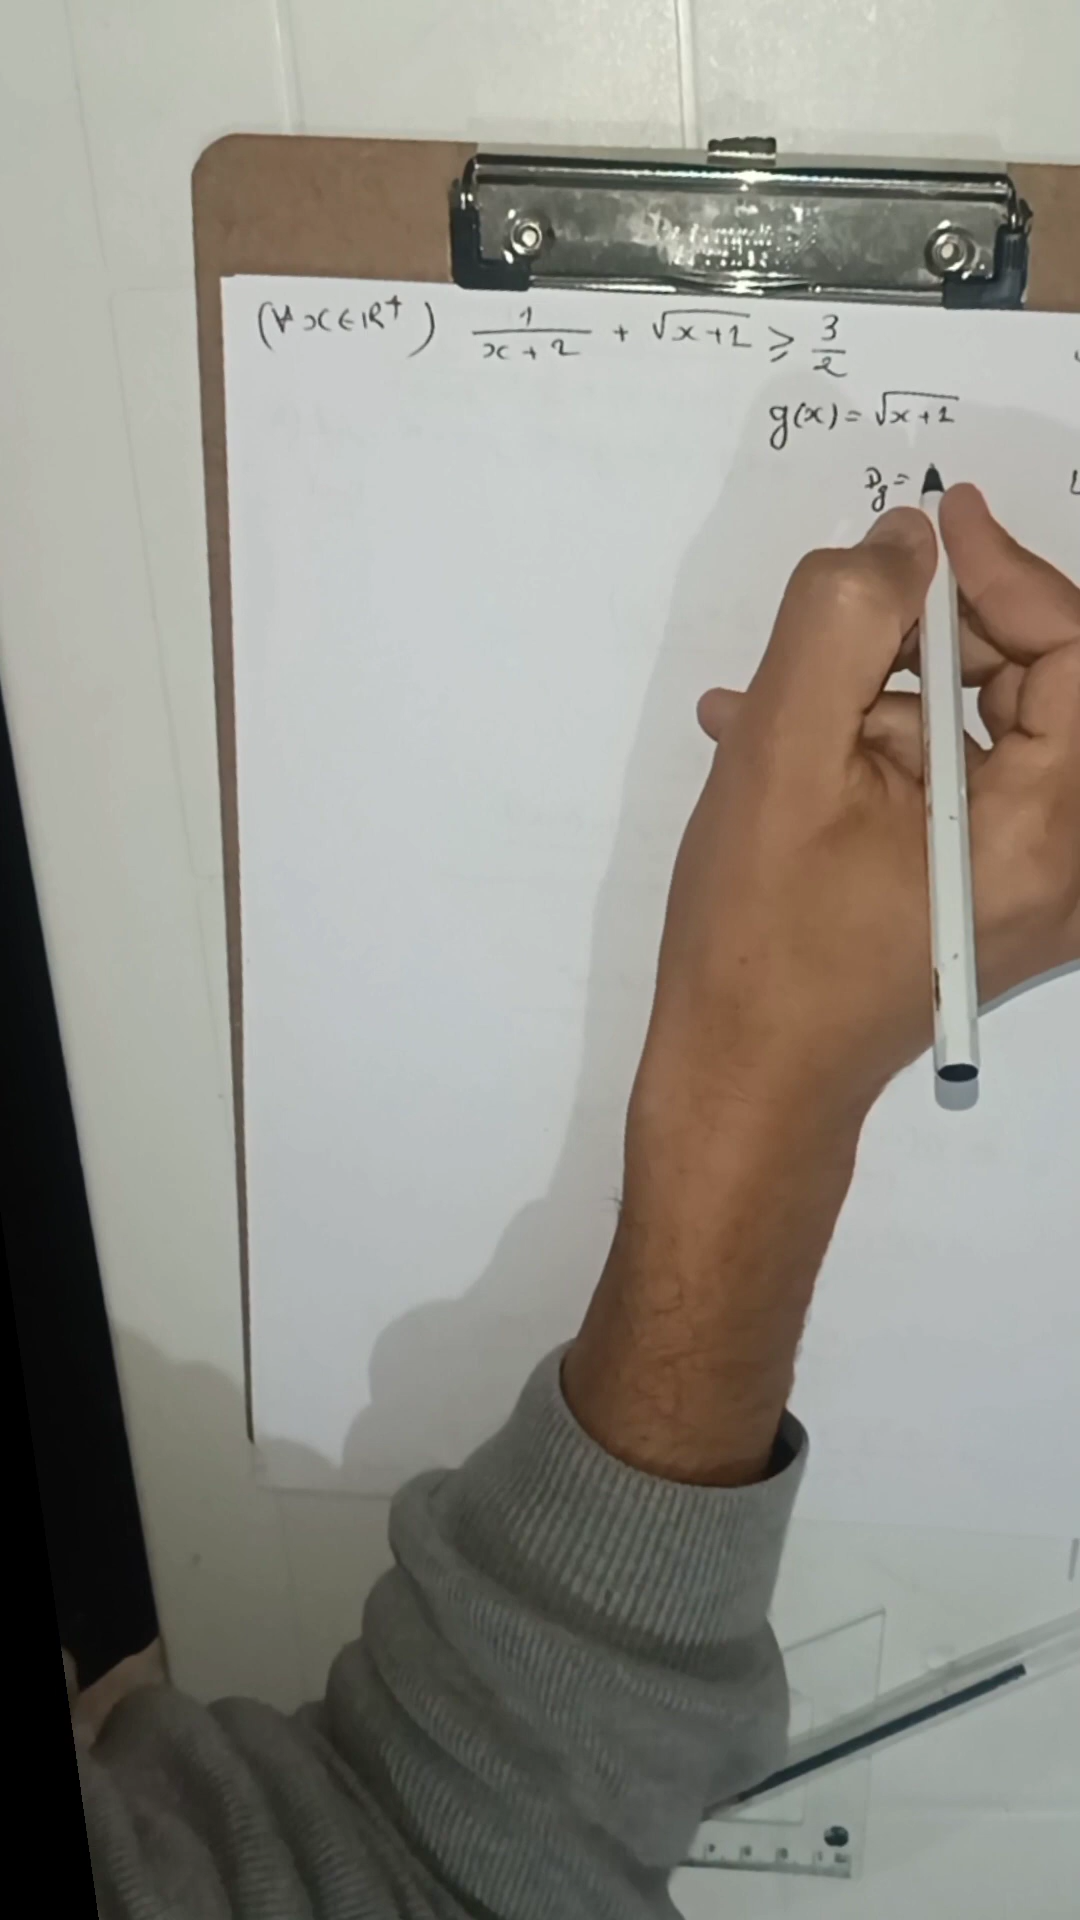 (∀x∈ℝ⁺) 1/(x+2) + √(x+1) ≥ 3/2
g(x) = √(x+1)
D_g =